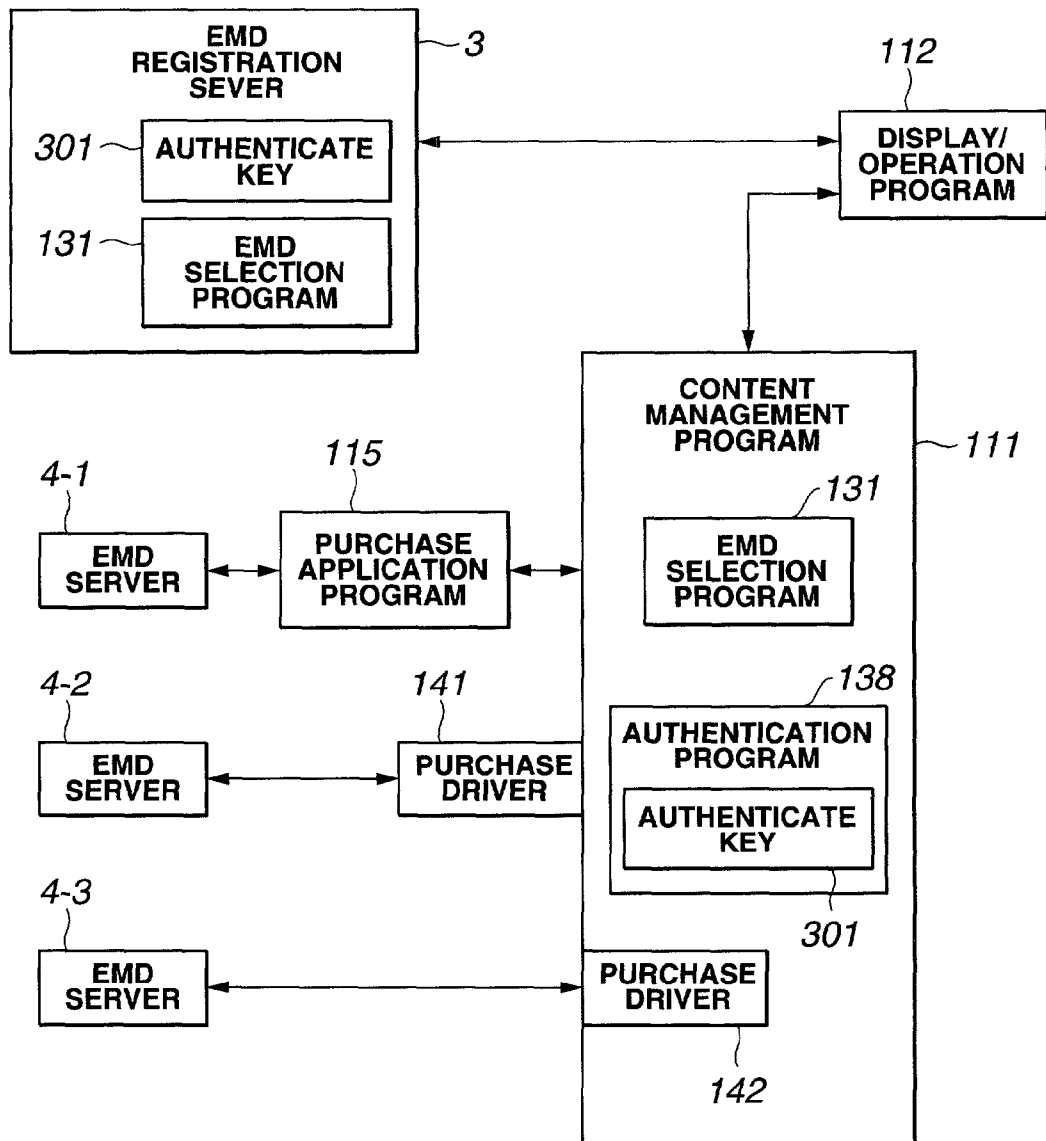 EMD
REGISTRATION
SEVER
3
301
AUTHENTICATE
KEY
131
EMD
SELECTION
PROGRAM
112
DISPLAY/
OPERATION
PROGRAM
CONTENT
MANAGEMENT
PROGRAM
111
4-1
EMD
SERVER
115
PURCHASE
APPLICATION
PROGRAM
131
EMD
SELECTION
PROGRAM
4-2
EMD
SERVER
141
PURCHASE
DRIVER
138
AUTHENTICATION
PROGRAM
AUTHENTICATE
KEY
301
4-3
EMD
SERVER
PURCHASE
DRIVER
142